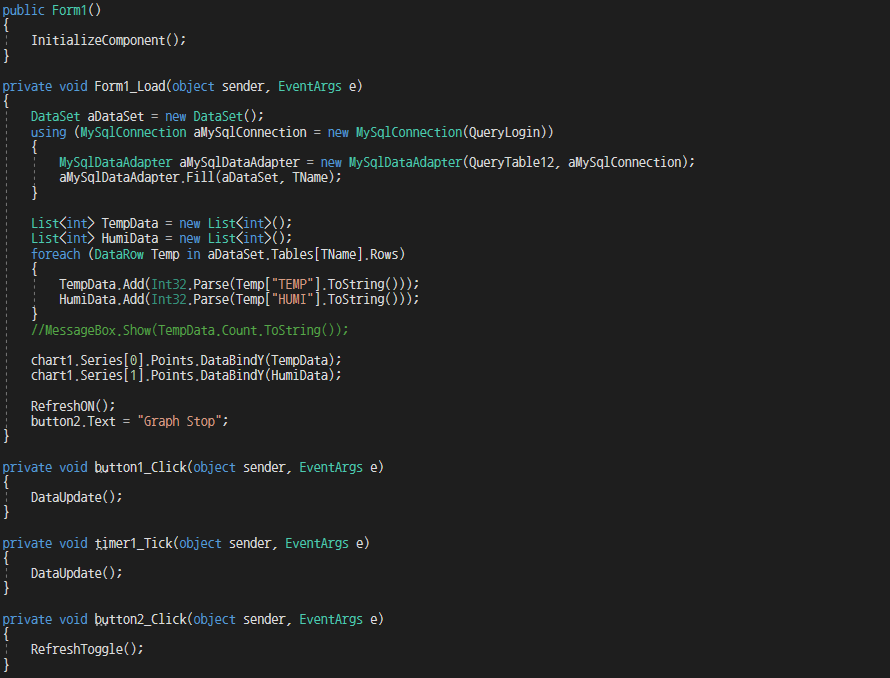 public Form1()
{
    InitializeComponent();
}

private void Form1_Load(object sender, EventArgs e)
{
    DataSet aDataSet = new DataSet();
    using (MySqlConnection aMySqlConnection = new MySqlConnection(QueryLogin))
    {
        MySqlDataAdapter aMySqlDataAdapter = new MySqlDataAdapter(QueryTable12, aMySqlConnection);
        aMySqlDataAdapter.Fill(aDataSet, TName);
    }

    List<int> TempData = new List<int>();
    List<int> HumiData = new List<int>();
    foreach (DataRow Temp in aDataSet.Tables[TName].Rows)
    {
        TempData.Add(Int32.Parse(Temp["TEMP"].ToString()));
        HumiData.Add(Int32.Parse(Temp["HUMI"].ToString()));
    }
    //MessageBox.Show(TempData.Count.ToString());

    chart1.Series[0].Points.DataBindY(TempData);
    chart1.Series[1].Points.DataBindY(HumiData);

    RefreshON();
    button2.Text = "Graph Stop";
}

private void button1_Click(object sender, EventArgs e)
{
    DataUpdate();
}

private void timer1_Tick(object sender, EventArgs e)
{
    DataUpdate();
}

private void button2_Click(object sender, EventArgs e)
{
    RefreshToggle();
}